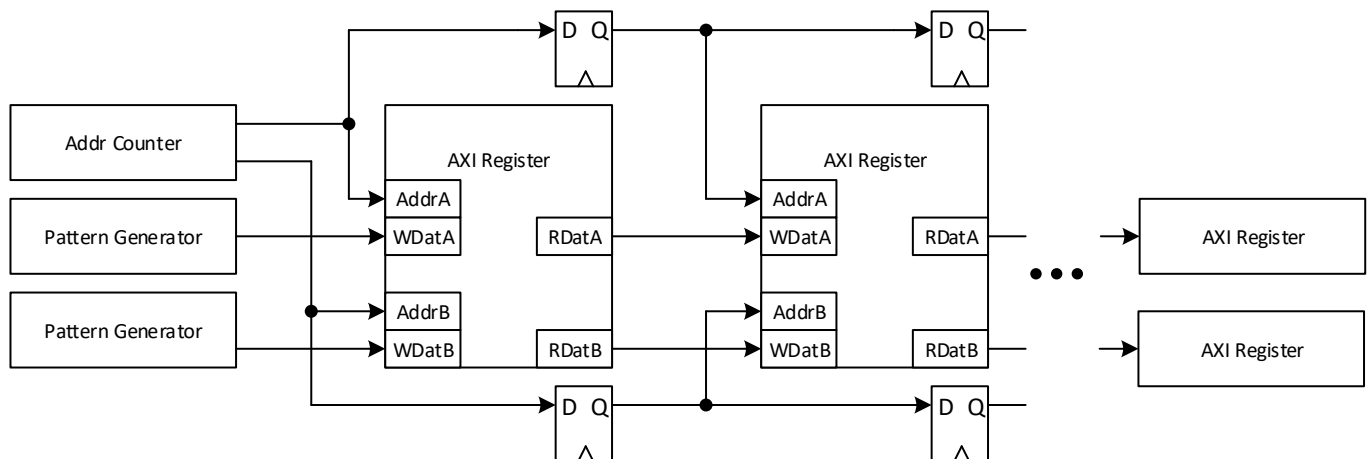 D Q
D Q
Addr Counter
AXI Register
AXI Register
AddrA
AddrA
Pattern Generator
WDatA
RDatA
WDatA
RDatA
AXI Register
Pattern Generator
AddrB
AddrB
WDatB
RDatB
WDatB
RDatB
AXI Register
D Q
D Q